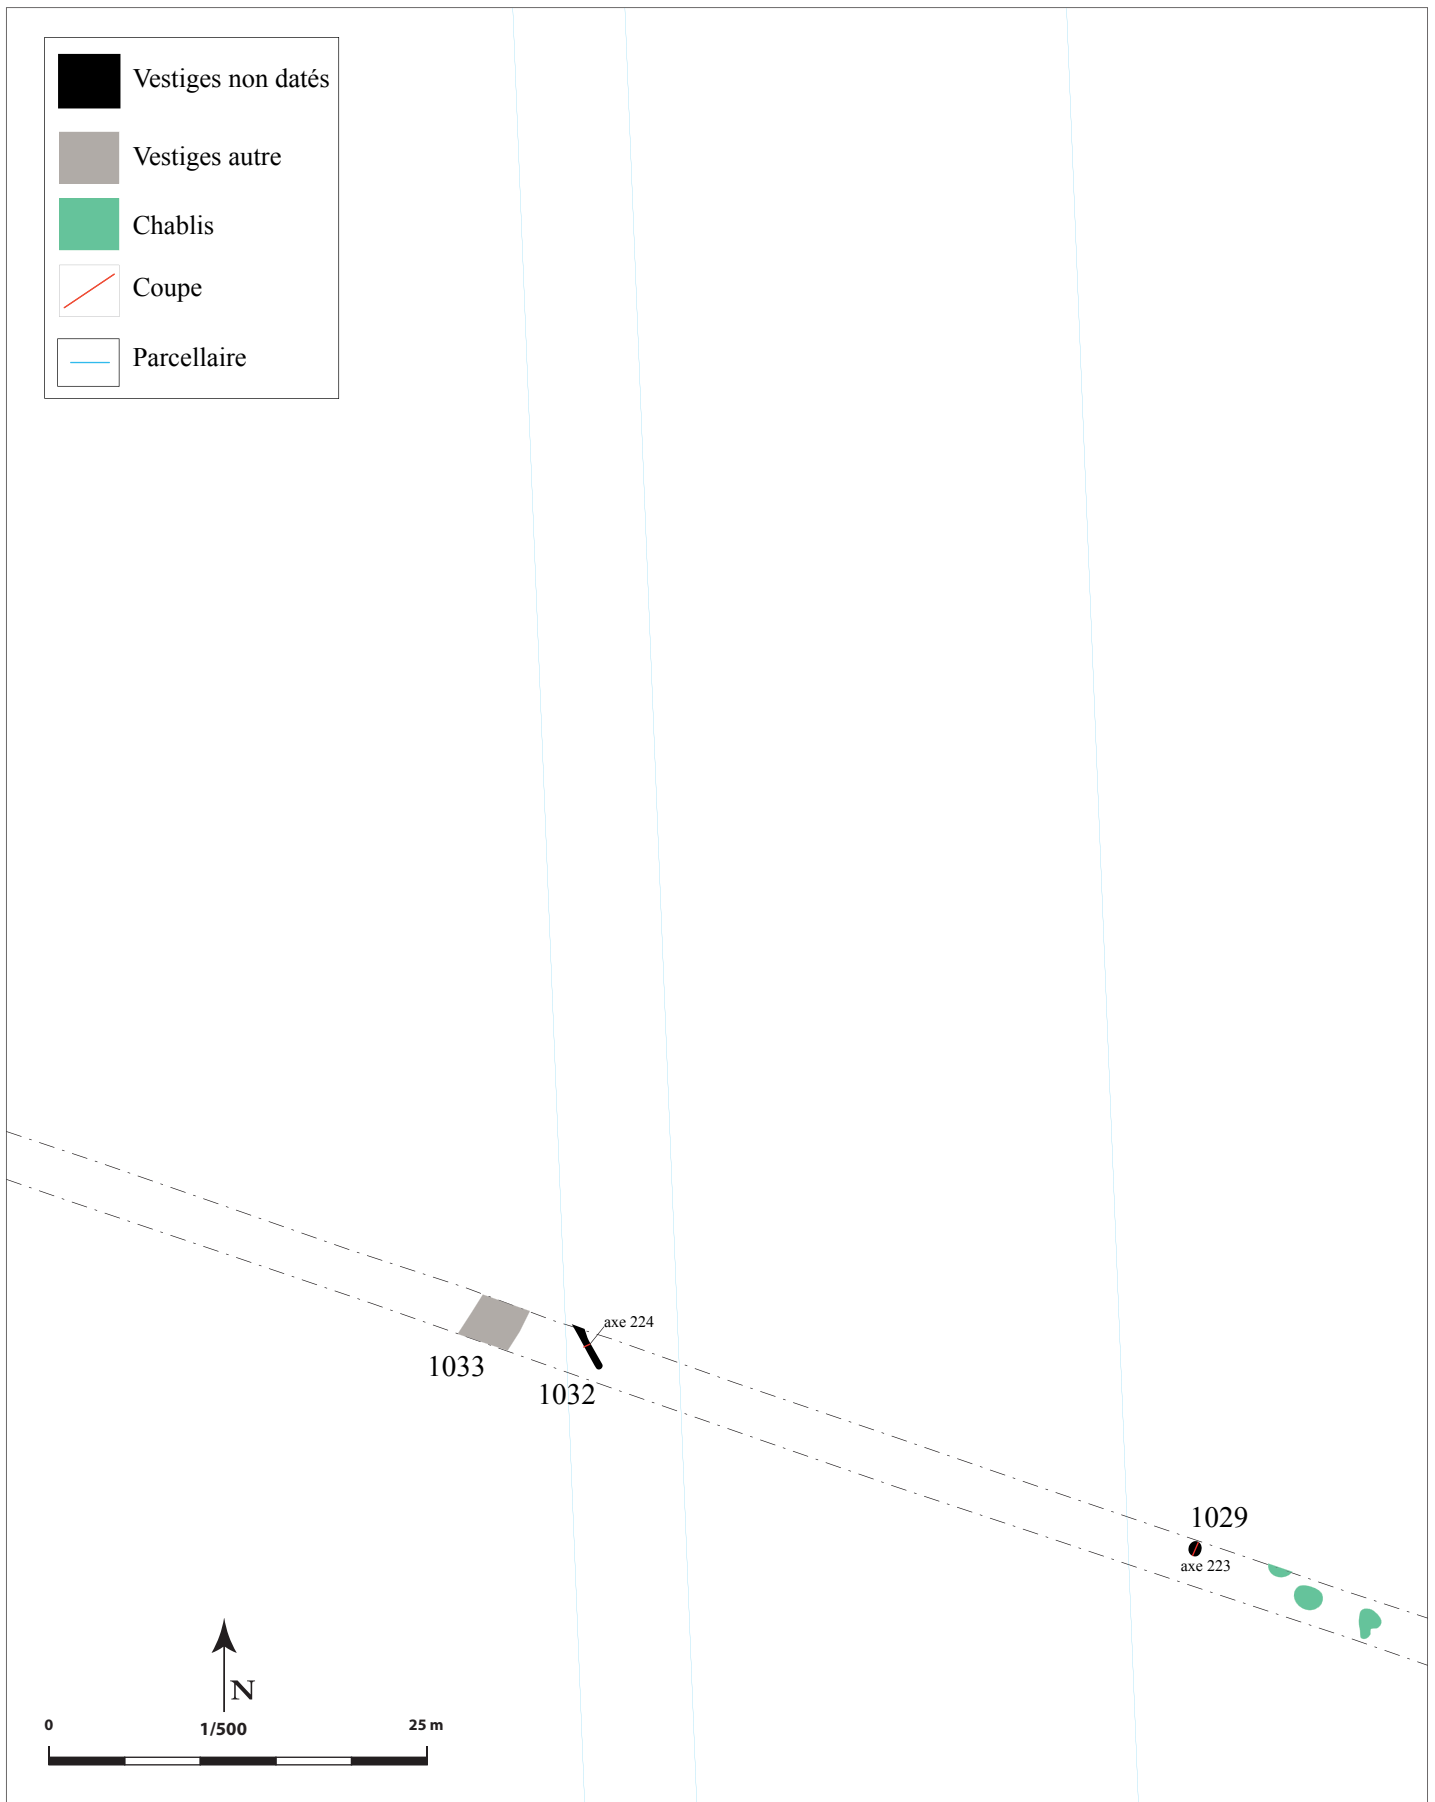 Vestiges non datés
Vestiges autre
Chablis
Coupe
Parcellaire
axe 224
1033
1032
1029
axe 223
N
0
1/500
25 m